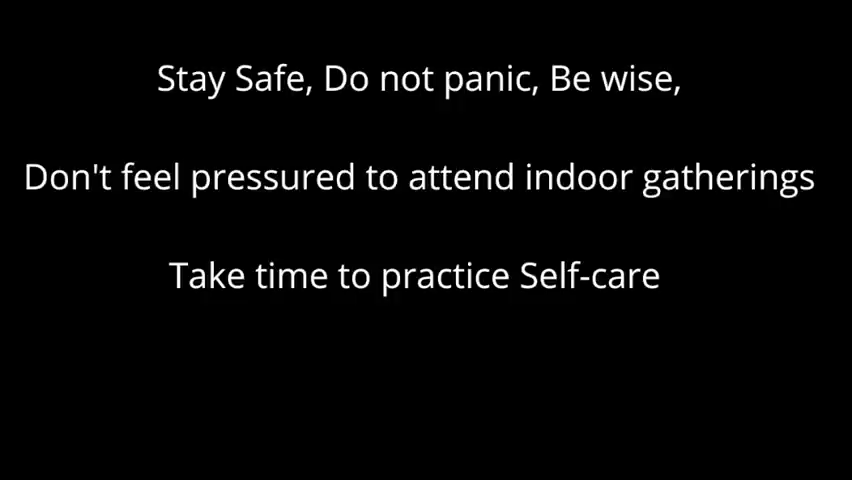 Stay Safe, Do not panic, Be wise,
Don't feel pressured to attend indoor gatherings
Take time to practice Self-care